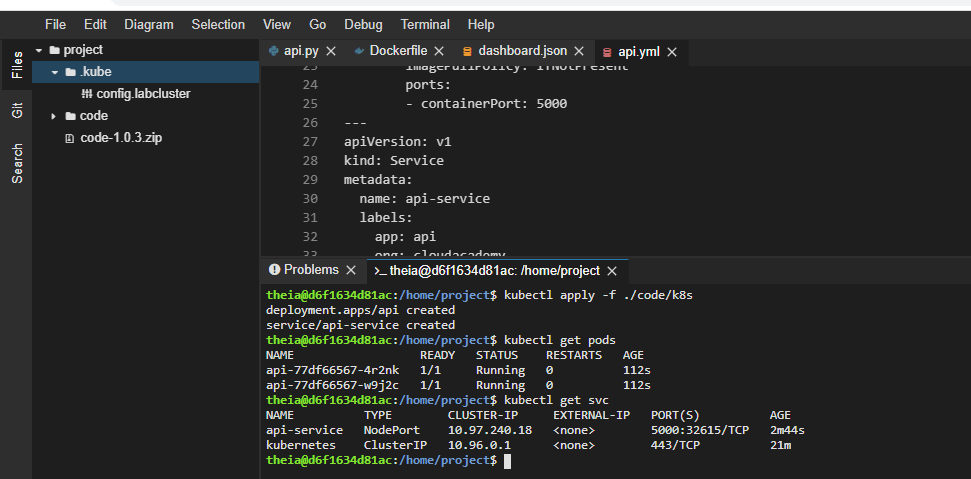 File Edit Diagram Selection View Go Debug Terminal Help
Files
Git
Search
project
.kube
config.labcluster
code
code-1.0.3.zip
api.py Dockerfile dashboard.json api.yml
23 imagePullPolicy: IfNotPresent
24 ports:
25 - containerPort: 5000
26 ---
27 apiVersion: v1
28 kind: Service
29 metadata:
30 name: api-service
31 labels:
32 app: api
33 org: cloudacademy
Problems >_ theia@d6f1634d81ac: /home/project
theia@d6f1634d81ac:/home/project$ kubectl apply -f ./code/k8s
deployment.apps/api created
service/api-service created
theia@d6f1634d81ac:/home/project$ kubectl get pods
NAME READY STATUS RESTARTS AGE
api-77df66567-4r2nk 1/1 Running 0 112s
api-77df66567-w9j2c 1/1 Running 0 112s
theia@d6f1634d81ac:/home/project$ kubectl get svc
NAME TYPE CLUSTER-IP EXTERNAL-IP PORT(S) AGE
api-service NodePort 10.97.240.18 <none> 5000:32615/TCP 2m44s
kubernetes ClusterIP 10.96.0.1 <none> 443/TCP 21m
theia@d6f1634d81ac:/home/project$